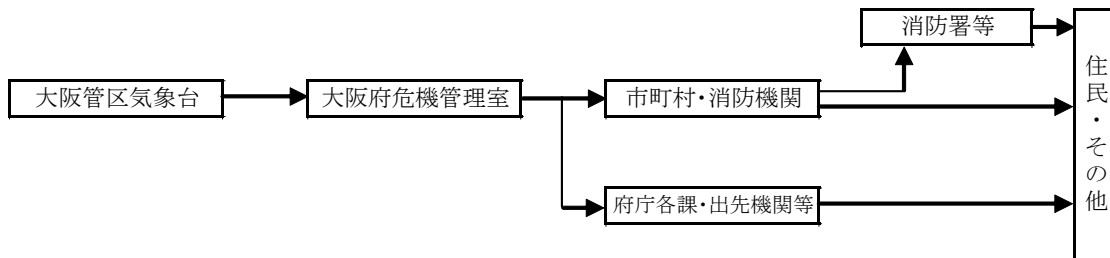 消防署等
大阪管区気象台
大阪府危機管理室
市町村・消防機関
府庁各課・出先機関等
住民・その他